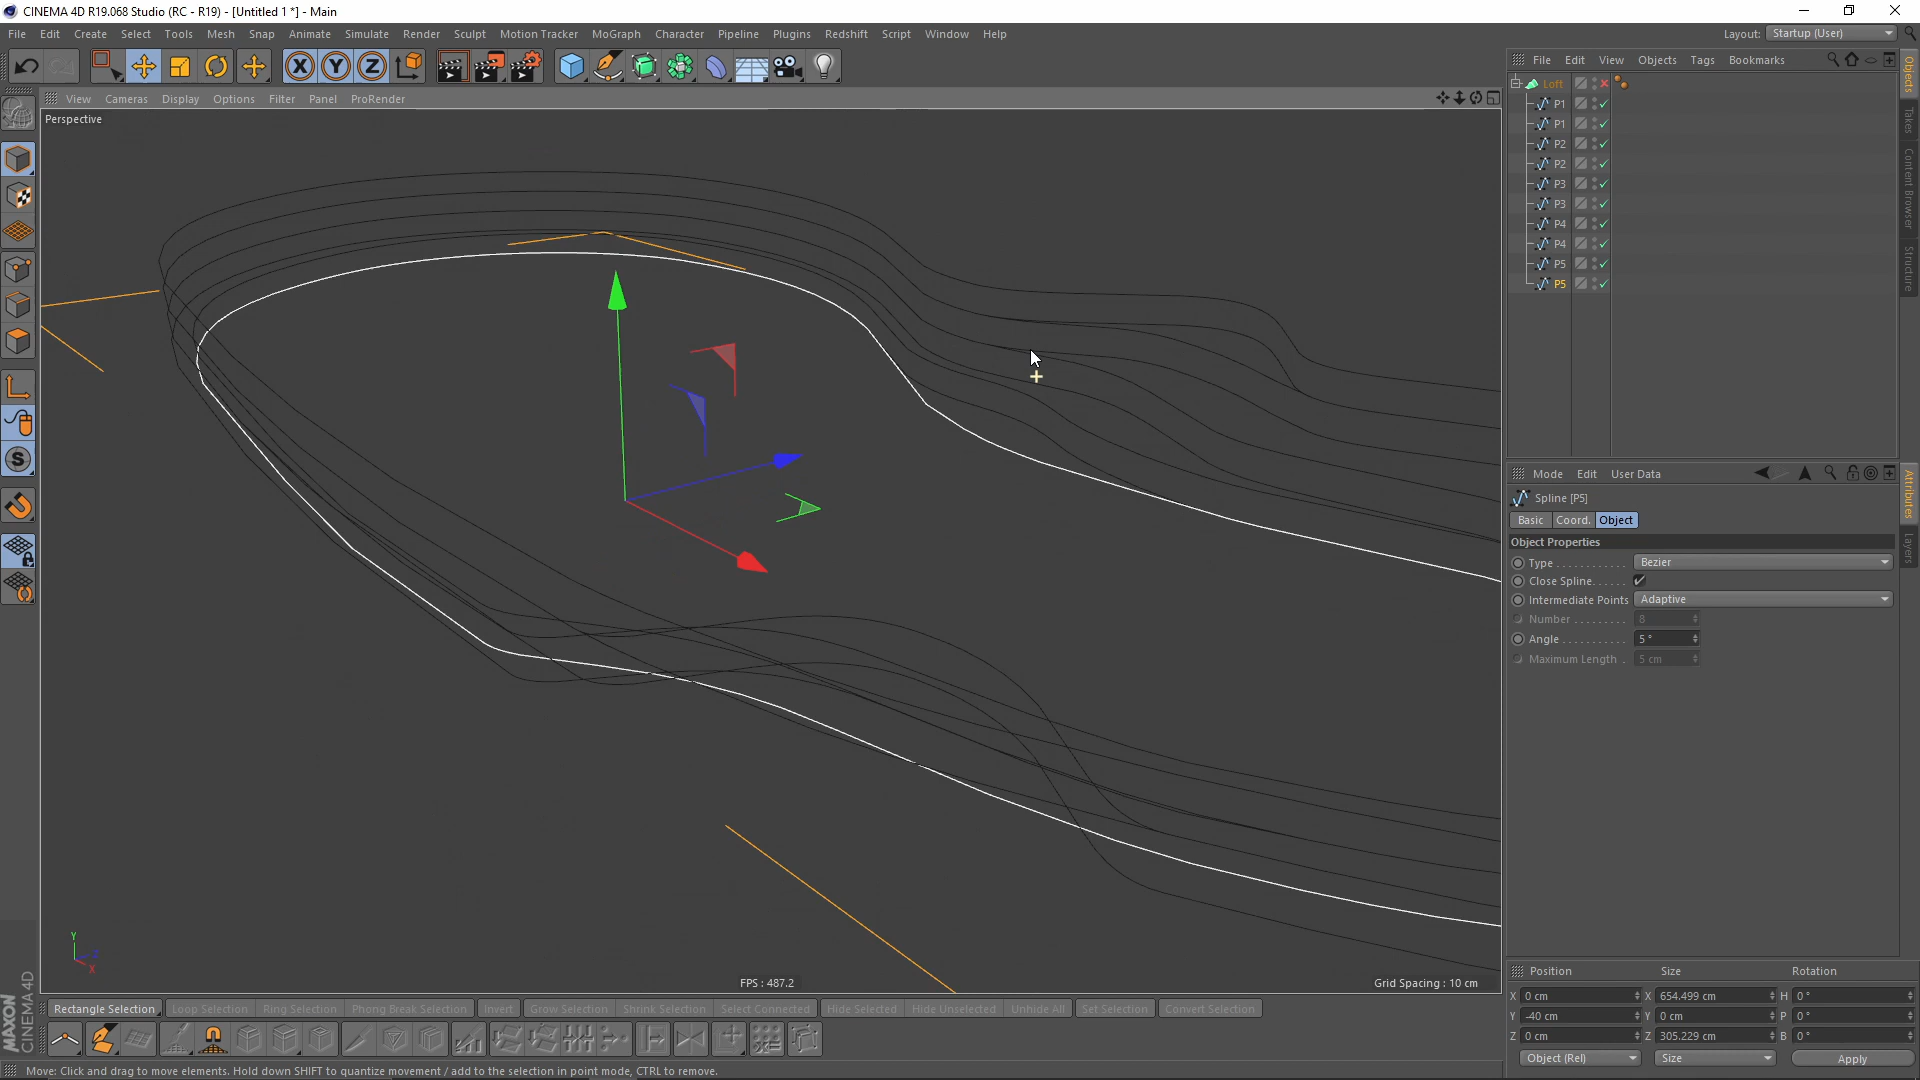 CINEMA 4D R19.068 Studio (RC - R19) - [Untitled 1 *] - Main
File Edit Create Select Tools Mesh Snap Animate Simulate Render Sculpt Motion Tracker MoGraph Character Pipeline Plugins Redshift Script Window Help
Layout: Startup (User)
File Edit View Objects Tags Bookmarks
View Cameras Display Options Filter Panel ProRender
Perspective
Loft
P1
P1
P2
P2
P3
P3
P4
P4
P5
P5
Objects
Takes
Content Browser
Structure
Mode Edit User Data
Attributes
Layers
Spline [P5]
Basic Coord. Object
Object Properties
Type Bezier
Close Spline
Intermediate Points Adaptive
Number 8
Angle 5 °
Maximum Length 5 cm
Y
Z
X
FPS : 487.2
Grid Spacing : 10 cm
Position Size Rotation
X 0 cm X 654.499 cm H 0 °
Y -40 cm Y 0 cm P 0 °
Z 0 cm Z 305.229 cm B 0 °
Object (Rel) Size Apply
Rectangle Selection Loop Selection Ring Selection Phong Break Selection Invert Grow Selection Shrink Selection Select Connected Hide Selected Hide Unselected Unhide All Set Selection Convert Selection
MAXON
CINEMA 4D
Move: Click and drag to move elements. Hold down SHIFT to quantize movement / add to the selection in point mode, CTRL to remove.